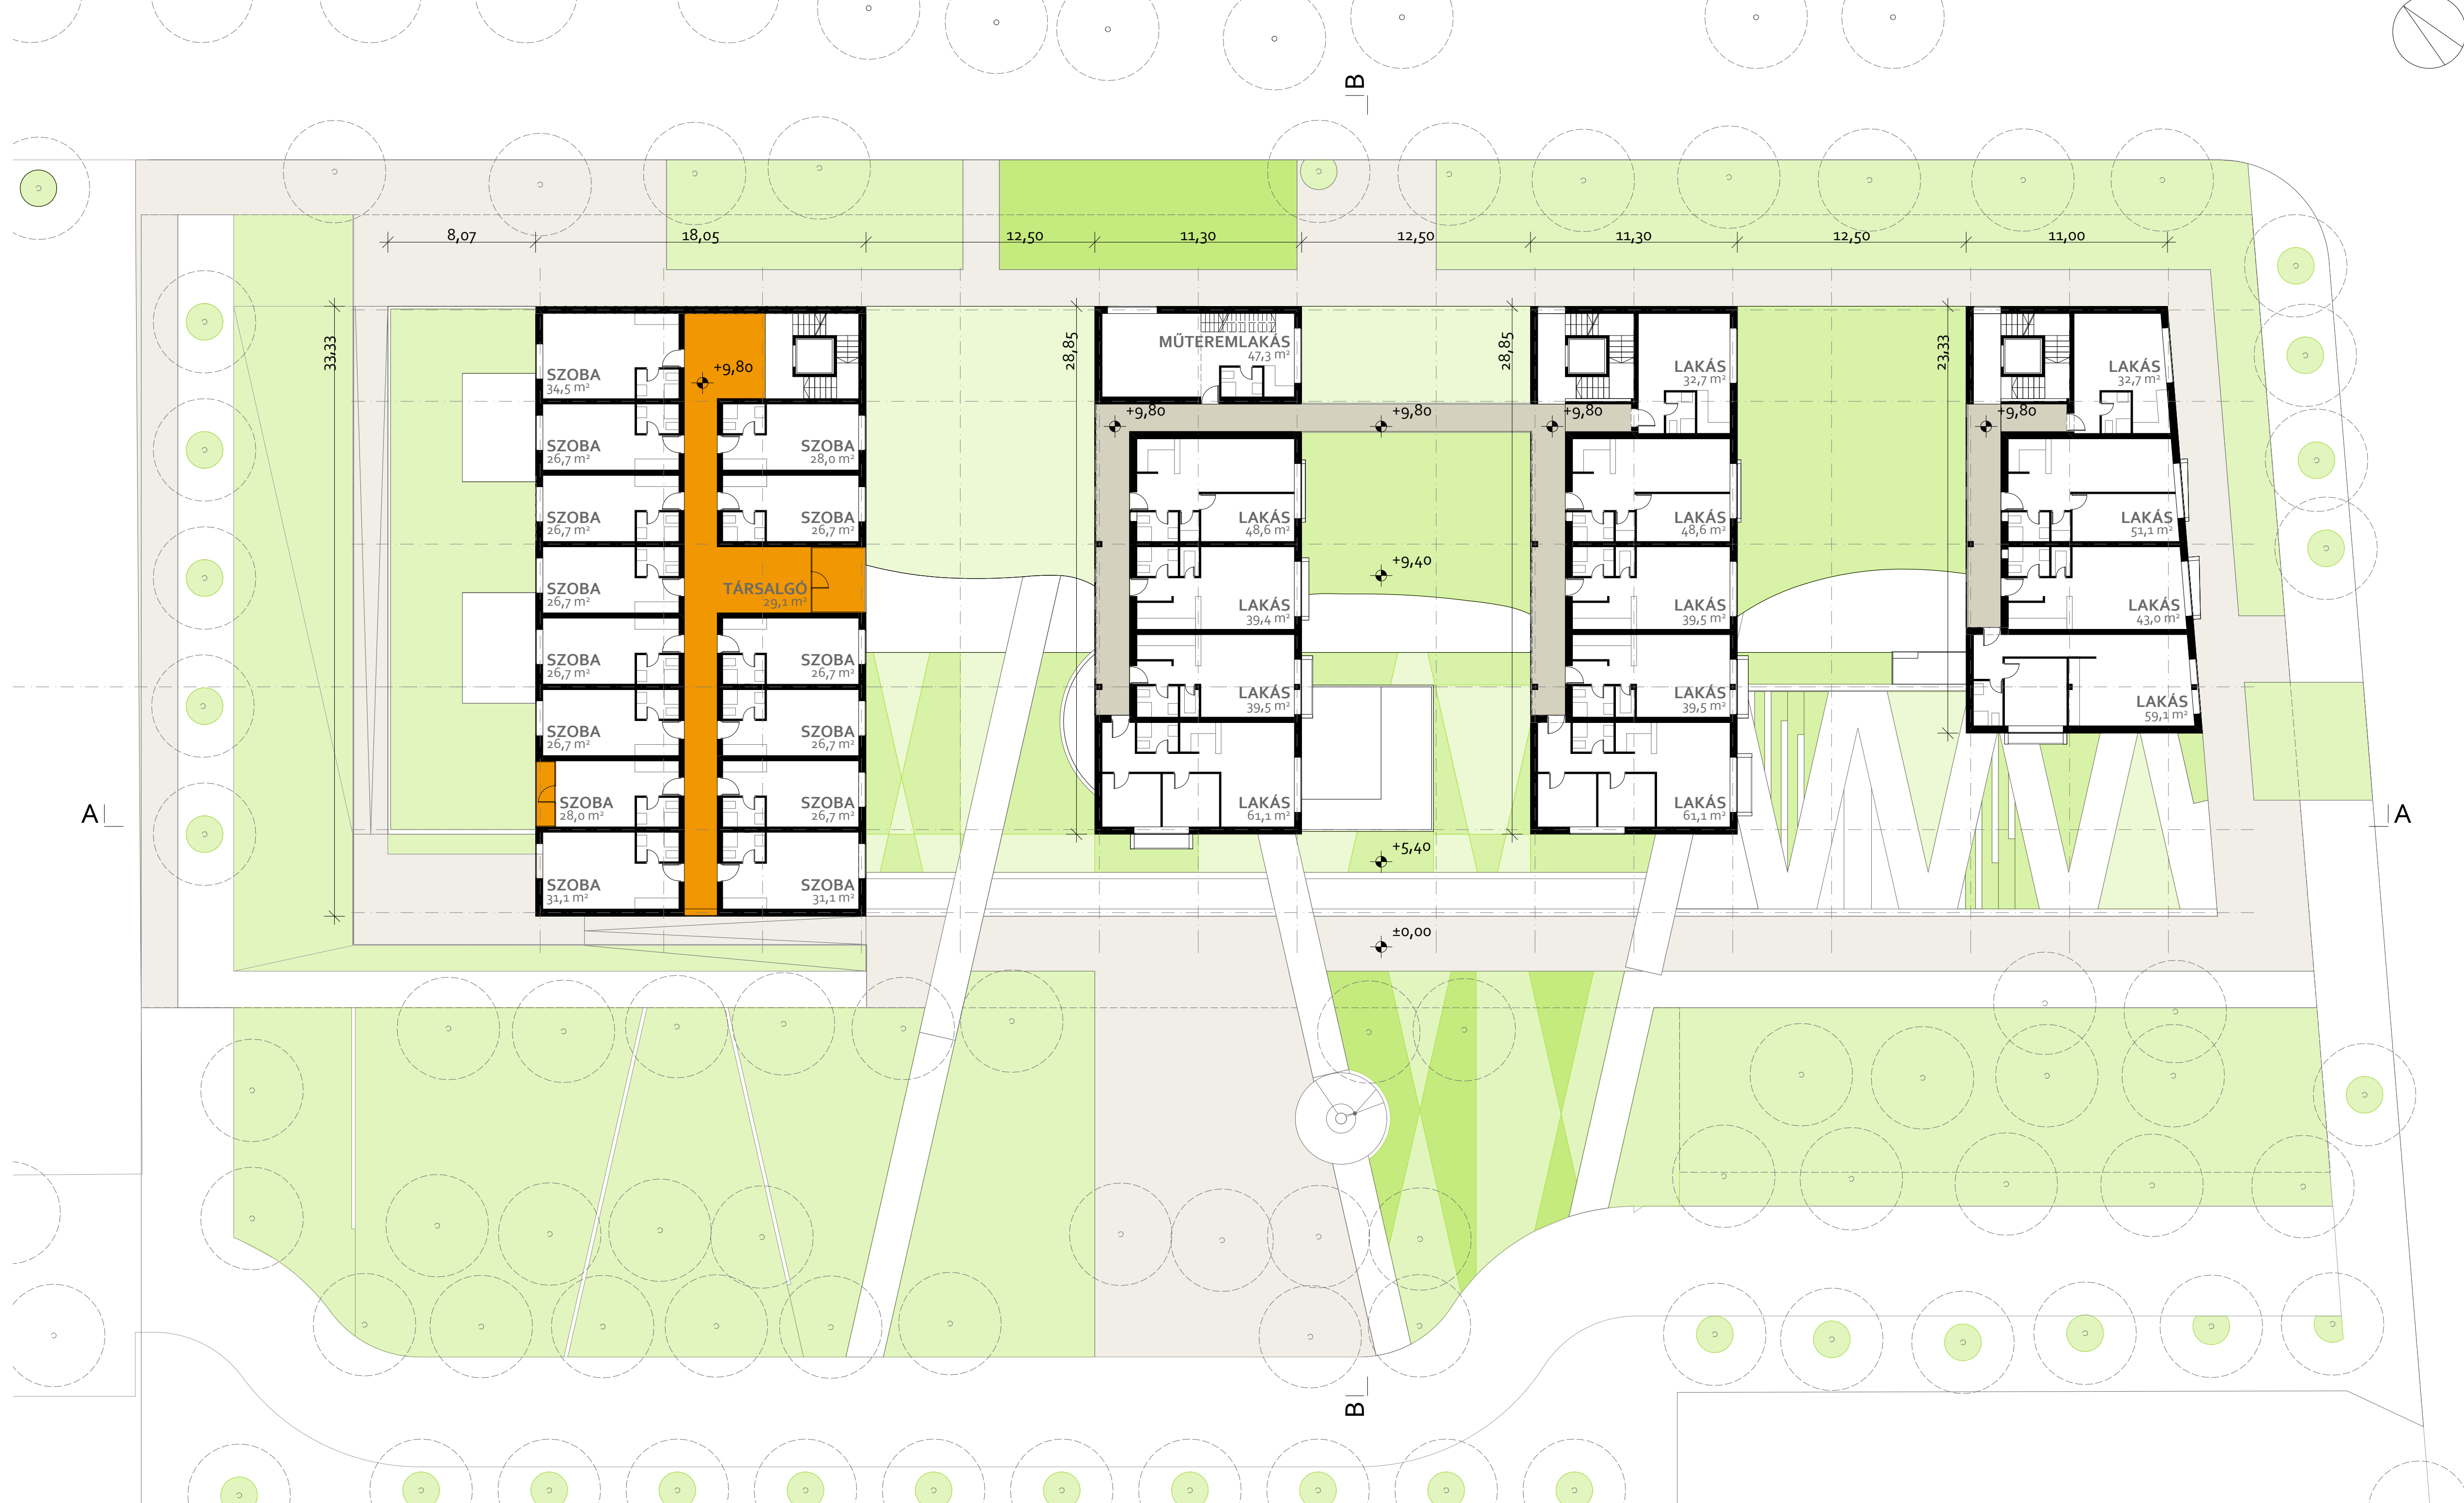 B
8,07
18,05
12,50
11,30
12,50
11,30
12,50
11,00
33,33
28,85
28,85
23,33
SZOBA
34,5 m²
+9,80
SZOBA
26,7 m²
SZOBA
28,0 m²
SZOBA
26,7 m²
SZOBA
26,7 m²
SZOBA
26,7 m²
TÁRSALGÓ
29,1 m²
SZOBA
26,7 m²
SZOBA
26,7 m²
SZOBA
26,7 m²
SZOBA
26,7 m²
SZOBA
28,0 m²
SZOBA
26,7 m²
SZOBA
31,1 m²
SZOBA
31,1 m²
MŰTEREMLAKÁS
47,3 m²
+9,80
+9,80
+9,80
+9,80
LAKÁS
48,6 m²
LAKÁS
39,4 m²
LAKÁS
39,5 m²
LAKÁS
61,1 m²
+9,40
+5,40
±0,00
LAKÁS
32,7 m²
LAKÁS
48,6 m²
LAKÁS
39,5 m²
LAKÁS
39,5 m²
LAKÁS
61,1 m²
LAKÁS
32,7 m²
LAKÁS
51,1 m²
LAKÁS
43,0 m²
LAKÁS
59,1 m²
A
A
B